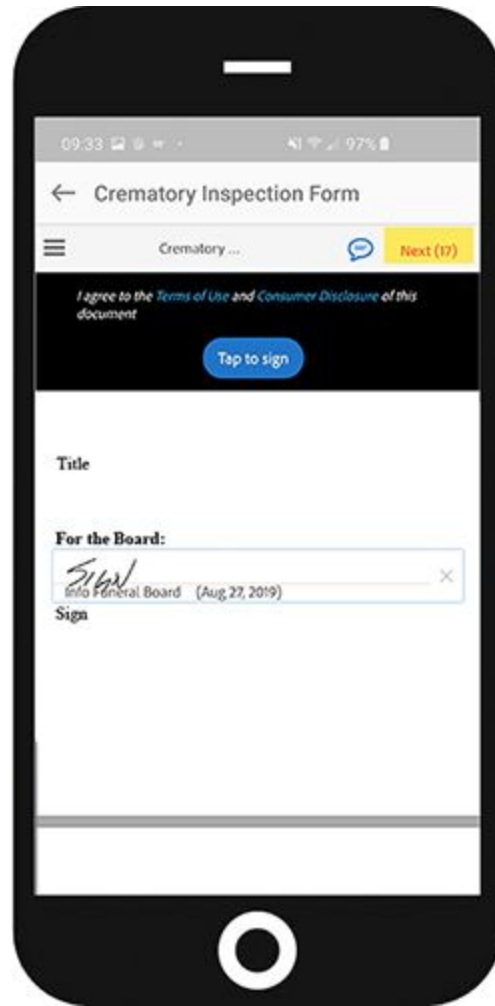 09:33 97%
Crematory Inspection Form
Crematory ... Next (17)
I agree to the Terms of Use and Consumer Disclosure of this
document
Tap to sign
Title
For the Board:
SIGN
Info Funeral Board (Aug 27, 2019)
Sign